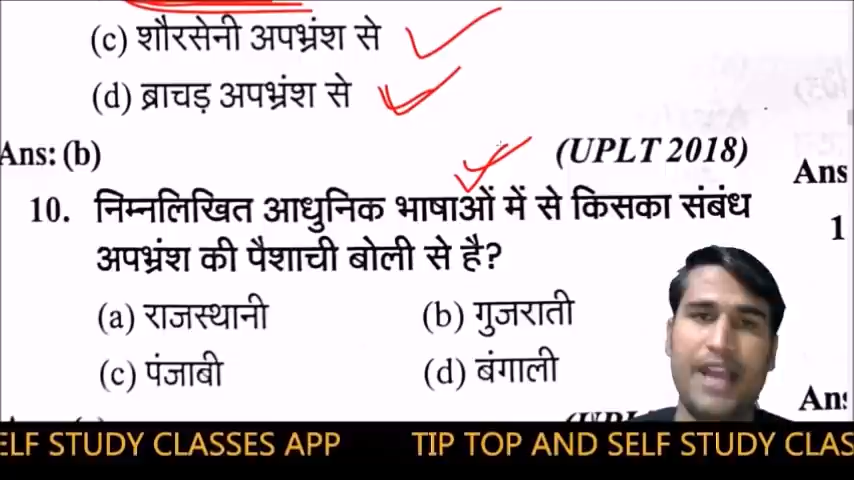 (c) शौरसेनी अपभ्रंश से
(d) ब्राचड़ अपभ्रंश से
Ans: (b) (UPLT 2018)
10. निम्नलिखित आधुनिक भाषाओं में से किसका संबंध
अपभ्रंश की पैशाची बोली से है?
(a) राजस्थानी (b) गुजराती
(c) पंजाबी (d) बंगाली
Ans
1
An
ELF STUDY CLASSES APP TIP TOP AND SELF STUDY CLAS